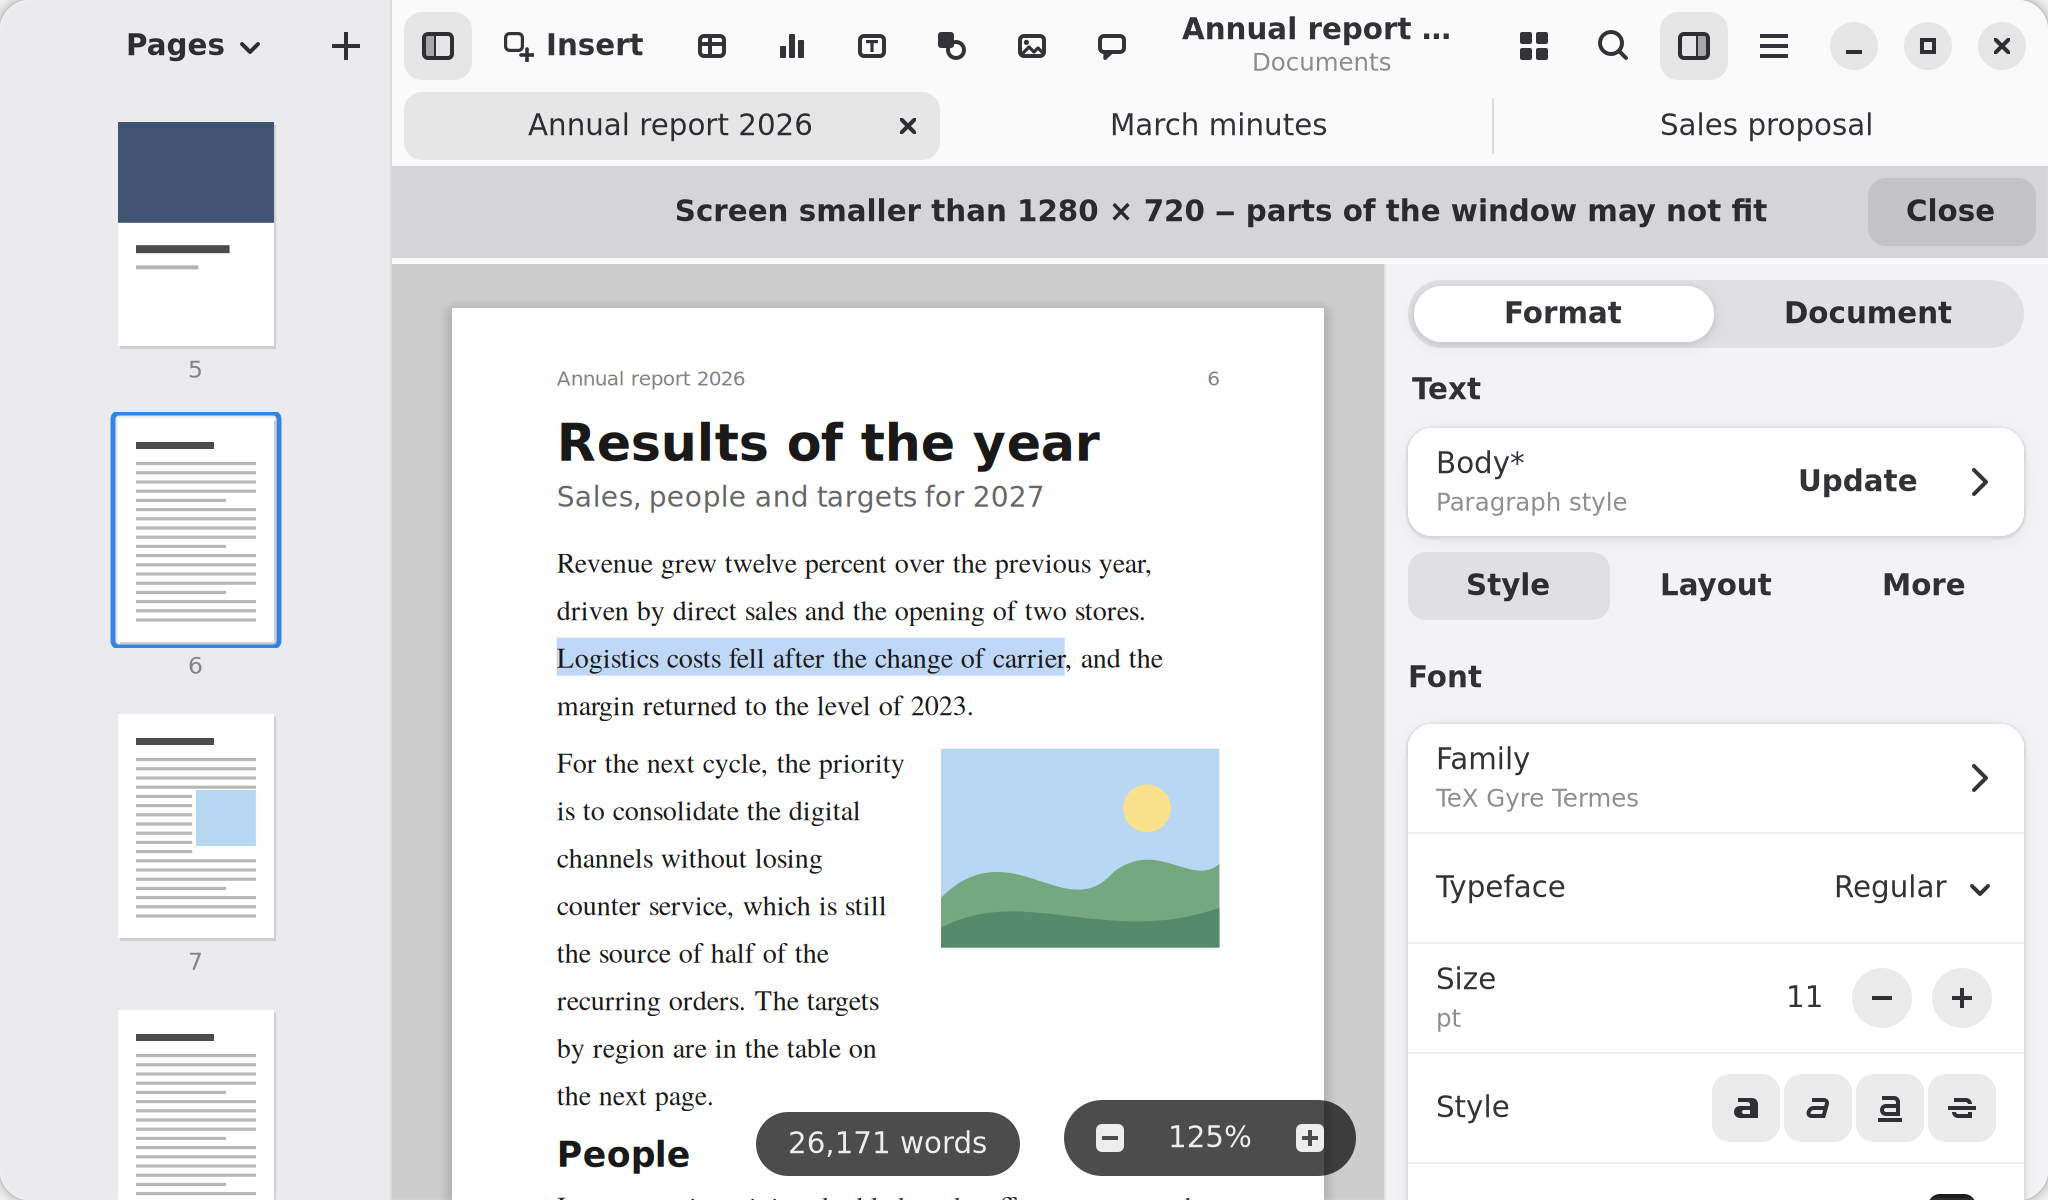 Pages
Insert
Annual report ...
Documents
Annual report 2026
March minutes
Sales proposal
Screen smaller than 1280 × 720 – parts of the window may not fit
Close
5
6
7
Annual report 2026
6
Results of the year
Sales, people and targets for 2027
Revenue grew twelve percent over the previous year,
driven by direct sales and the opening of two stores.
Logistics costs fell after the change of carrier, and the
margin returned to the level of 2023.
For the next cycle, the priority
is to consolidate the digital
channels without losing
counter service, which is still
the source of half of the
recurring orders. The targets
by region are in the table on
the next page.
People
26,171 words
125%
Format
Document
Text
Body*
Paragraph style
Update
Style
Layout
More
Font
Family
TeX Gyre Termes
Typeface
Regular
Size
pt
11
Style
a
a
a
S